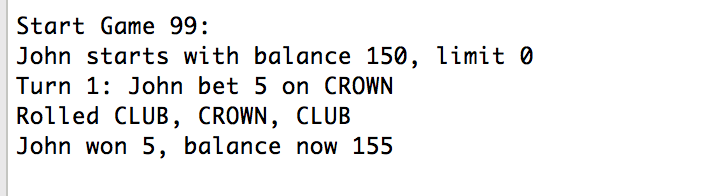 Start Game 99:
John starts with balance 150, limit 0
Turn 1: John bet 5 on CROWN
Rolled CLUB, CROWN, CLUB
John won 5, balance now 155